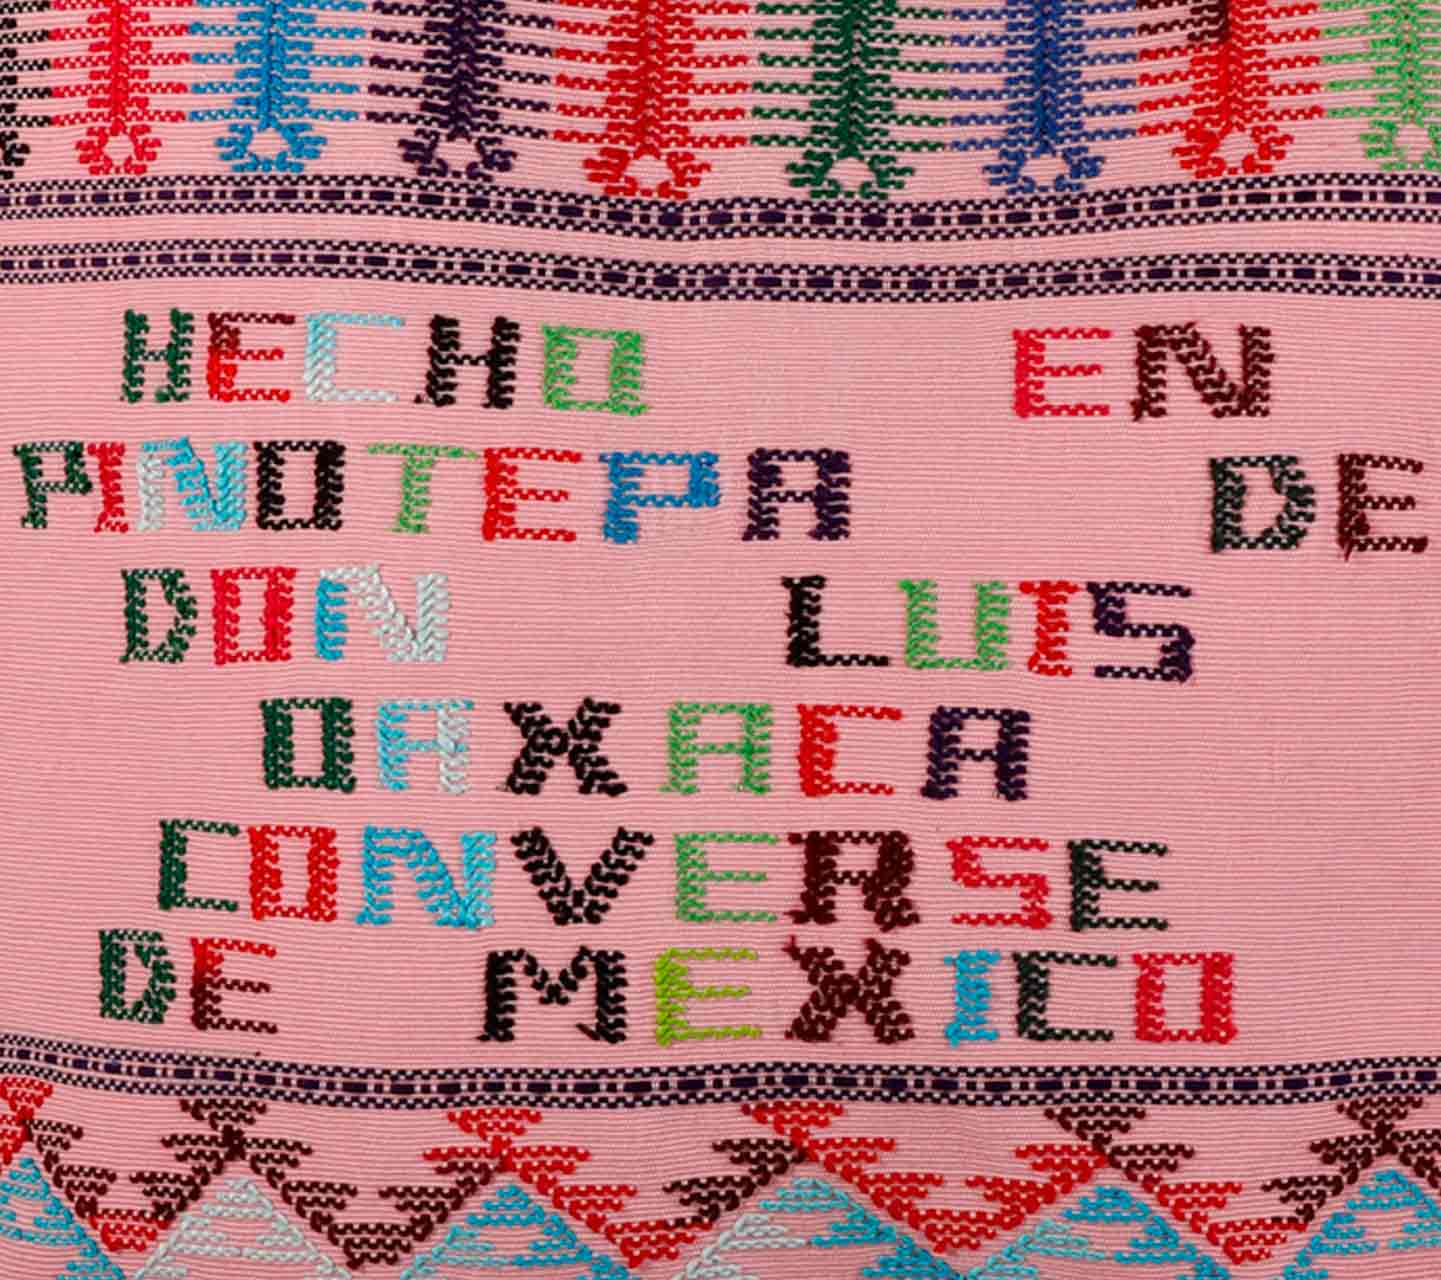 HECHO EN
PINOTEPA DE
DON LUIS
OAXACA
CONVERSE
DE MEXICO